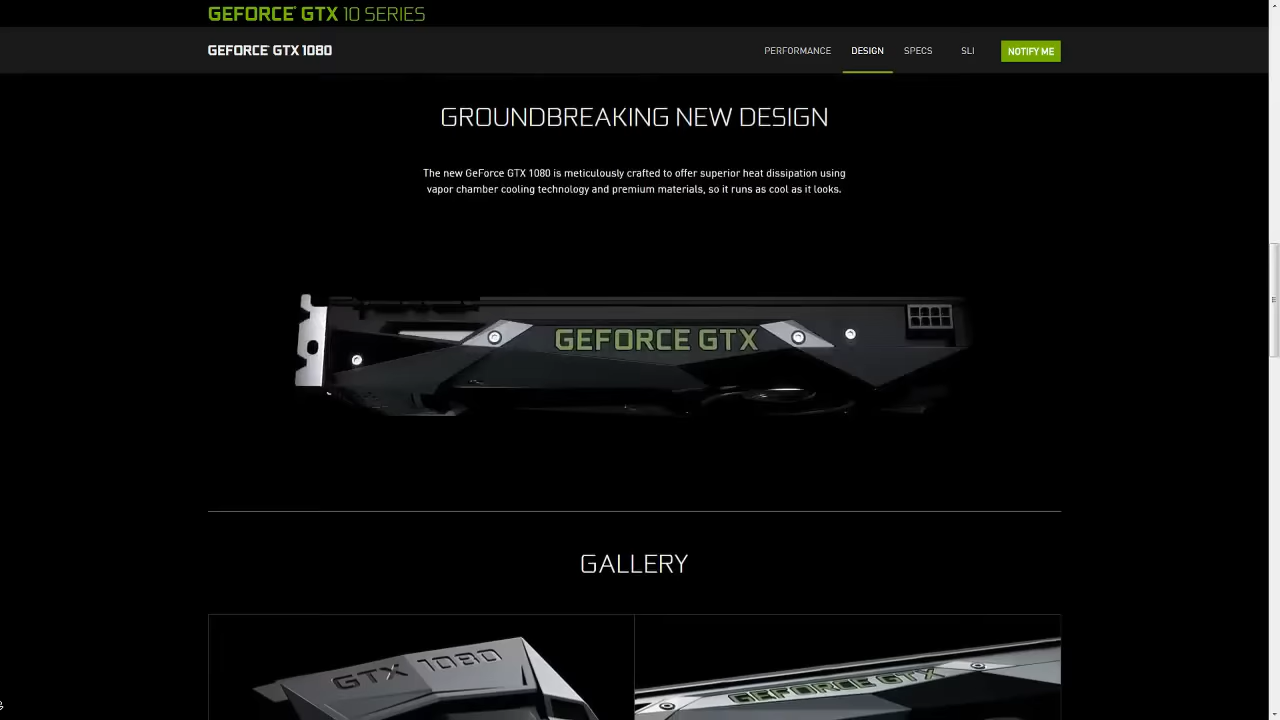 GEFORCE® GTX 10 SERIES
GEFORCE® GTX 1080
PERFORMANCE
DESIGN
SPECS
SLI
NOTIFY ME
GROUNDBREAKING NEW DESIGN
The new GeForce GTX 1080 is meticulously crafted to offer superior heat dissipation using
vapor chamber cooling technology and premium materials, so it runs as cool as it looks.
GEFORCE GTX
GALLERY
GTX 1080
GEFORCE GTX